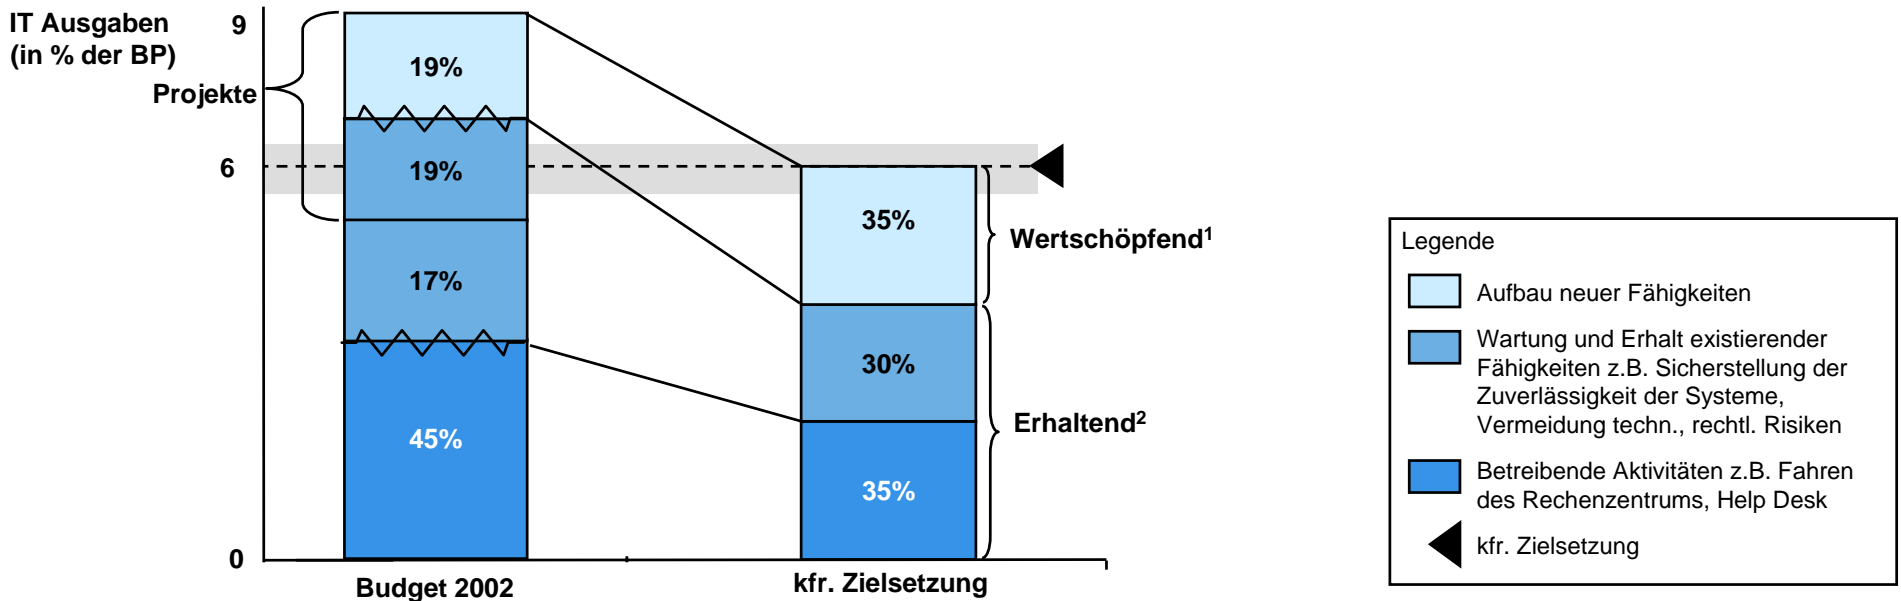 IT Ausgaben
(in % der BP)
9
Projekte
6
0
19%
19%
17%
45%
35%
30%
35%
Wertschöpfend¹
Erhaltend²
Budget 2002
kfr. Zielsetzung
Legende
Aufbau neuer Fähigkeiten
Wartung und Erhalt existierender
Fähigkeiten z.B. Sicherstellung der
Zuverlässigkeit der Systeme,
Vermeidung techn., rechtl. Risiken
Betreibende Aktivitäten z.B. Fahren
des Rechenzentrums, Help Desk
kfr. Zielsetzung